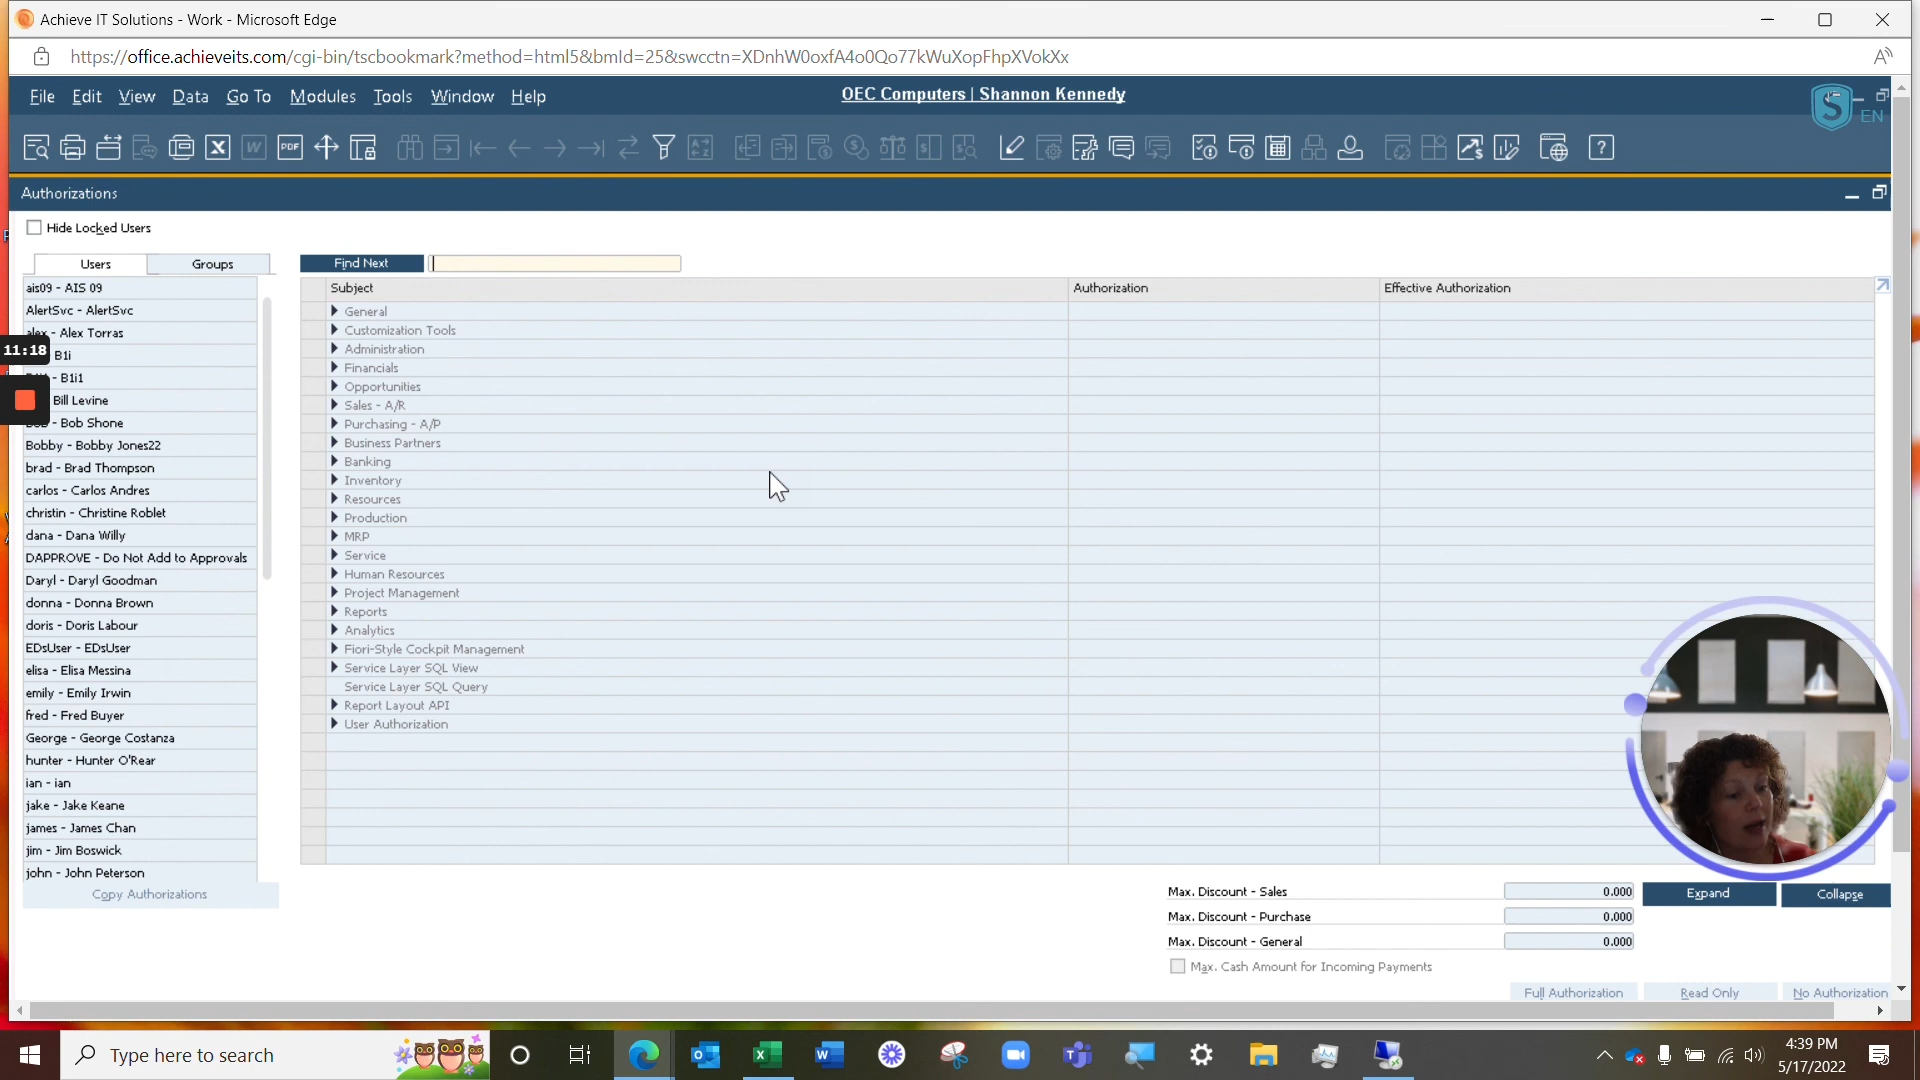 Achieve IT Solutions - Work - Microsoft Edge
https://office.achieveits.com/cgi-bin/tscbookmark?method=html5&bmId=25&swcctn=XDnhW0oxfA4o0Qo77kWuXopFhpXVokXx
File Edit View Data Go To Modules Tools Window Help
OEC Computers | Shannon Kennedy
S EN
PDF
Authorizations
Hide Locked Users
Users Groups
Find Next
Subject Authorization Effective Authorization
ais09 - AIS 09
AlertSvc - AlertSvc
alex - Alex Torras
B1i
- B1i1
Bill Levine
- Bob Shone
Bobby - Bobby Jones22
brad - Brad Thompson
carlos - Carlos Andres
christin - Christine Roblet
dana - Dana Willy
DAPPROVE - Do Not Add to Approvals
Daryl - Daryl Goodman
donna - Donna Brown
doris - Doris Labour
EDsUser - EDsUser
elisa - Elisa Messina
emily - Emily Irwin
fred - Fred Buyer
George - George Costanza
hunter - Hunter O'Rear
ian - ian
jake - Jake Keane
james - James Chan
jim - Jim Boswick
john - John Peterson
Copy Authorizations
11:18
General
Customization Tools
Administration
Financials
Opportunities
Sales - A/R
Purchasing - A/P
Business Partners
Banking
Inventory
Resources
Production
MRP
Service
Human Resources
Project Management
Reports
Analytics
Fiori-Style Cockpit Management
Service Layer SQL View
Service Layer SQL Query
Report Layout API
User Authorization
Max. Discount - Sales 0.000
Expand Collapse
Max. Discount - Purchase 0.000
Max. Discount - General 0.000
Max. Cash Amount for Incoming Payments
Full Authorization Read Only No Authorization
Type here to search
4:39 PM
5/17/2022